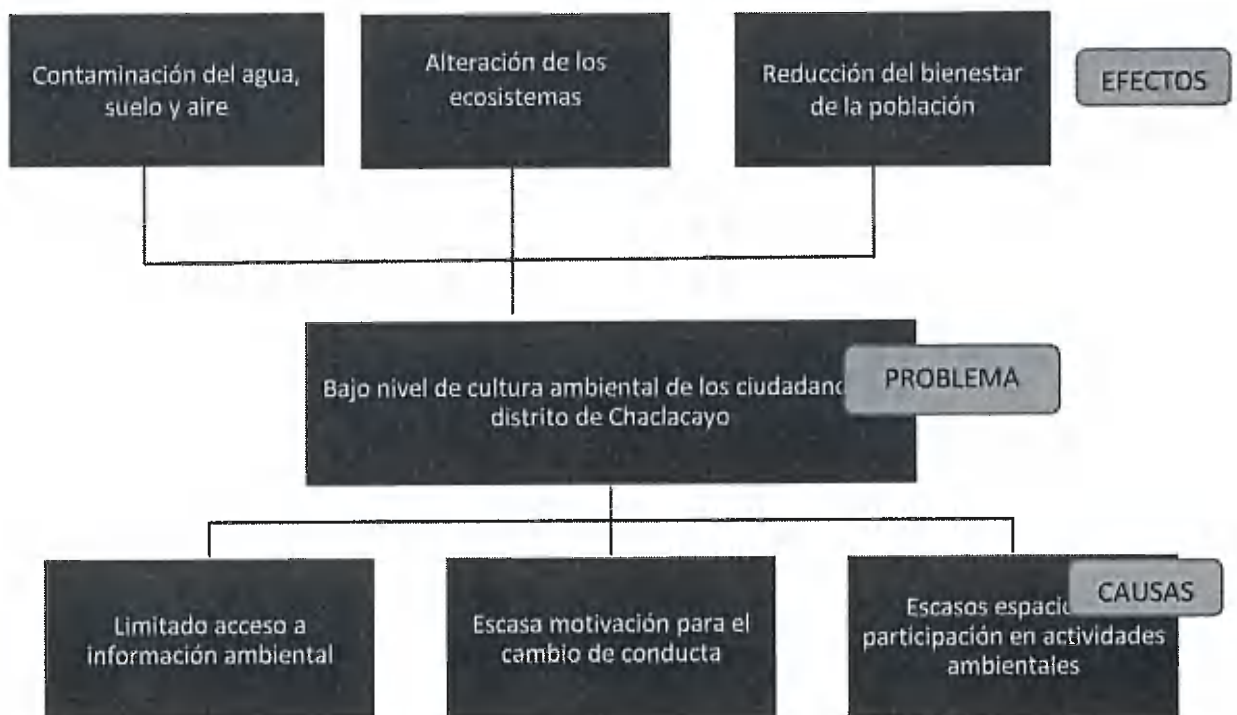 Contaminación del agua,
suelo y aire
Alteración de los
ecosistemas
Reducción del bienestar
de la población
EFECTOS
Bajo nivel de cultura ambiental de los
distrito de Chaclacayo
PROBLEMA
Limitado acceso a
información ambiental
Escasa motivación para el
cambio de conducta
Escasos
participación en actividades
ambientales
CAUSAS